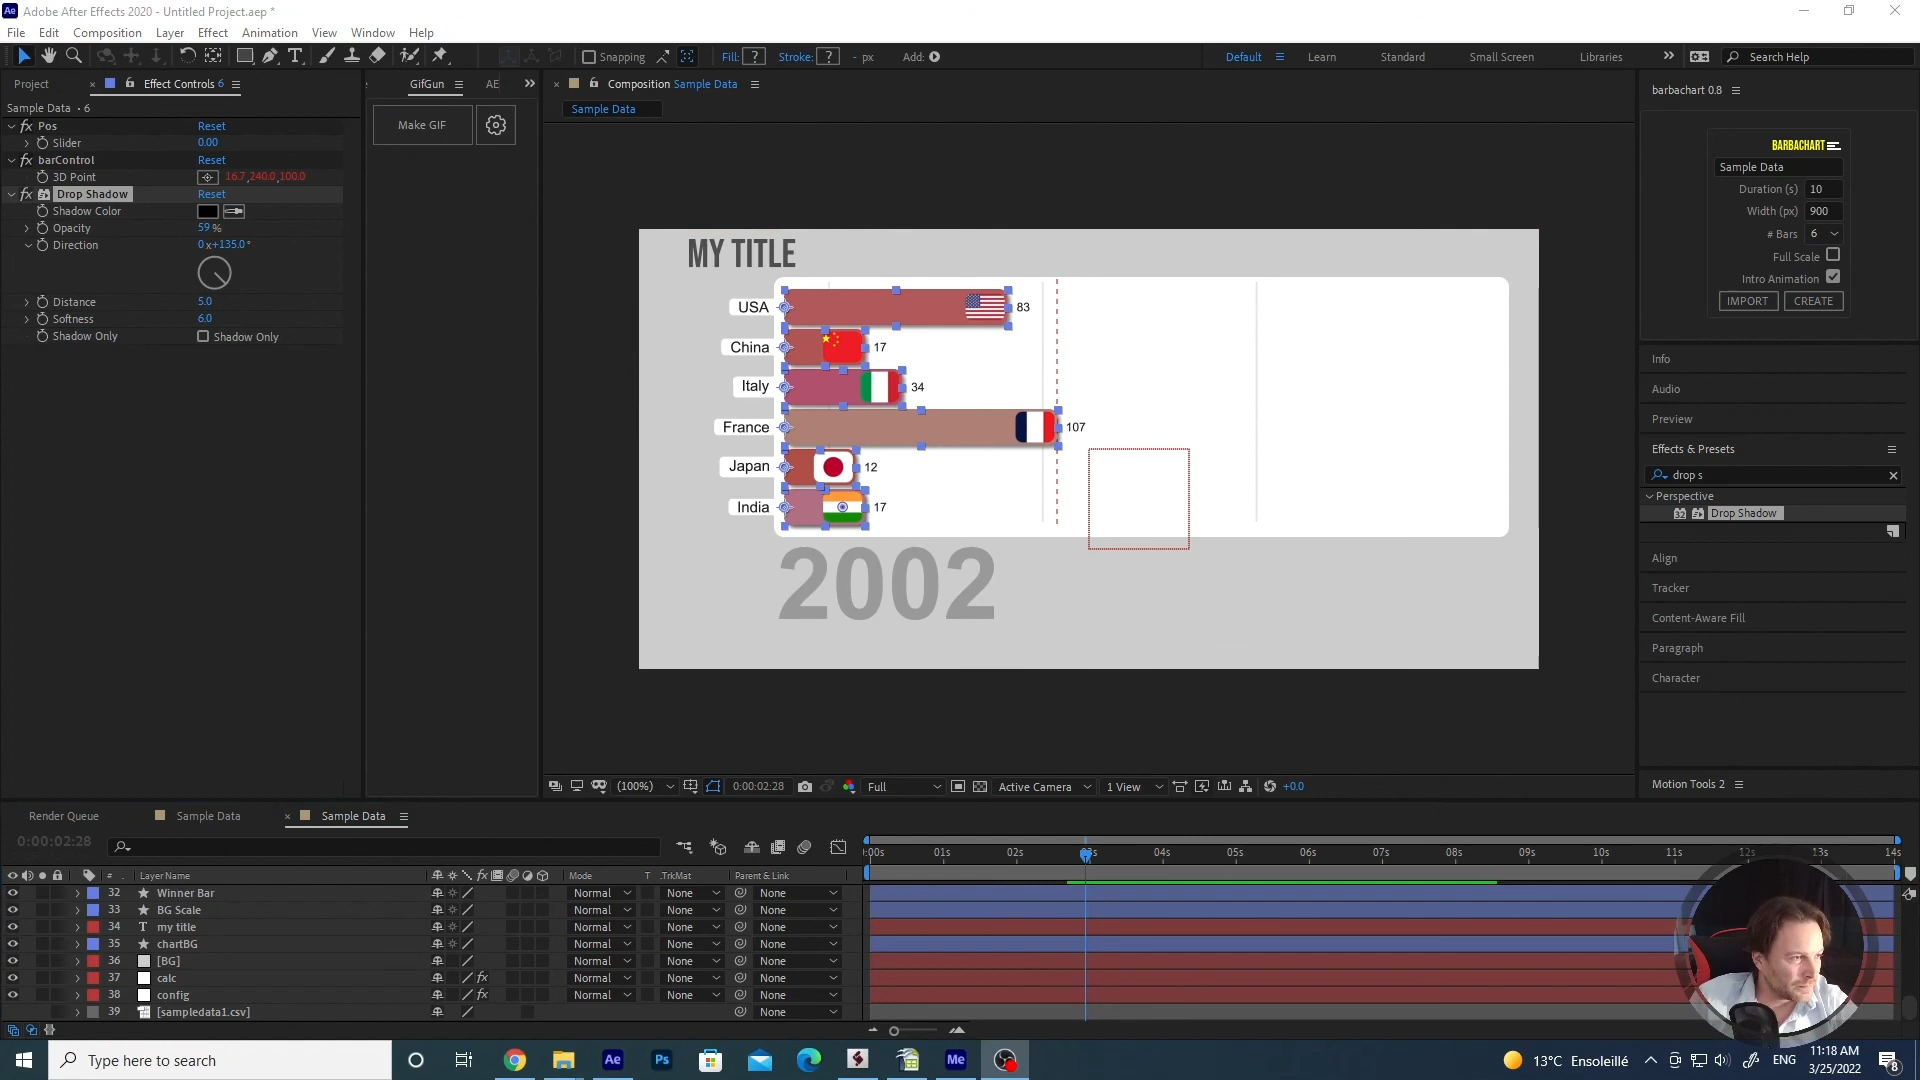 Adobe After Effects 2020 - Untitled Project.aep *
File Edit Composition Layer Effect Animation View Window Help
Snapping Fill: ? Stroke: ? - px Add: Default Learn Standard Small Screen Libraries Search Help
Project Effect Controls 6 GifGun AE Composition Sample Data
Sample Data • 6
Sample Data
Make GIF
Pos Reset
Slider 0.00
barControl Reset
3D Point 16.7,240.0,100.0
Drop Shadow Reset
Shadow Color
Opacity 59 %
Direction 0x+135.0°
Distance 5.0
Softness 6.0
Shadow Only Shadow Only
MY TITLE
USA 83
China 17
Italy 34
France 107
Japan 12
India 17
2002
(100%) 0:00:02:28 Full Active Camera 1 View +0.0
barbachart 0.8
BARBACHART
Sample Data
Duration (s) 10
Width (px) 900
# Bars 6
Full Scale
Intro Animation
IMPORT CREATE
Info
Audio
Preview
Effects & Presets
drop s
Perspective
32 Drop Shadow
Align
Tracker
Content-Aware Fill
Paragraph
Character
Motion Tools 2
Render Queue Sample Data Sample Data
0:00:02:28
:00s 01s 02s 04s 05s 06s 07s 08s 09s 10s 11s 12s 13s 14s
# Layer Name Mode T .TrkMat Parent & Link
32 Winner Bar Normal None None
33 BG Scale Normal None None
34 T my title Normal None None
35 chartBG Normal None None
36 [BG] Normal None None
37 calc fx Normal None None
38 config fx Normal None None
39 [sampledata1.csv] None
Type here to search Ae Ps Me 13°C Ensoleillé ENG 11:18 AM
3/25/2022 8